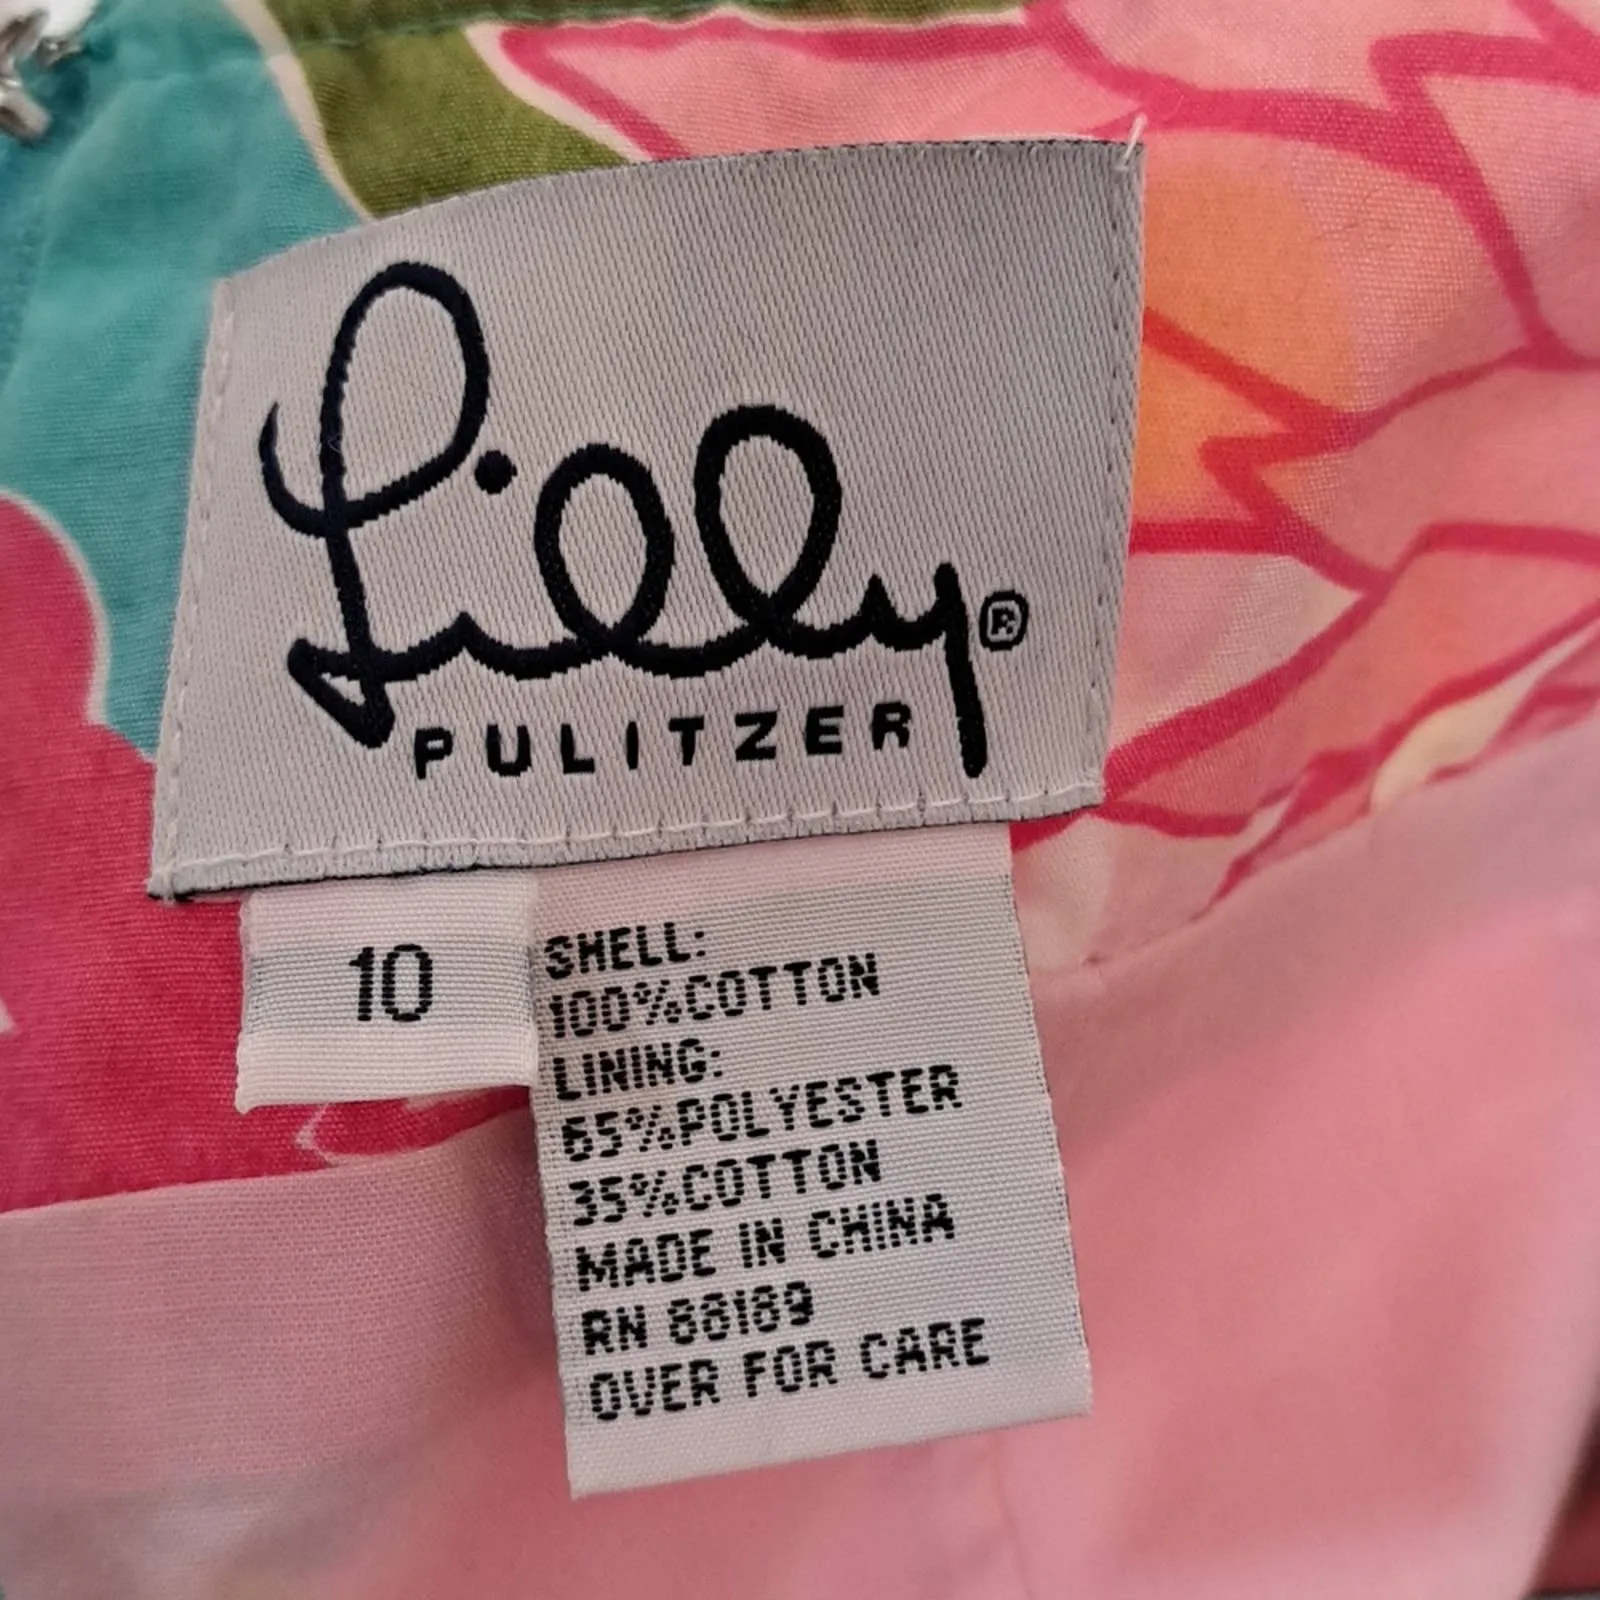 Lilly®
PULITZER
10
SHELL:
100%COTTON
LINING:
65%POLYESTER
35%COTTON
MADE IN CHINA
RN 88189
OVER FOR CARE